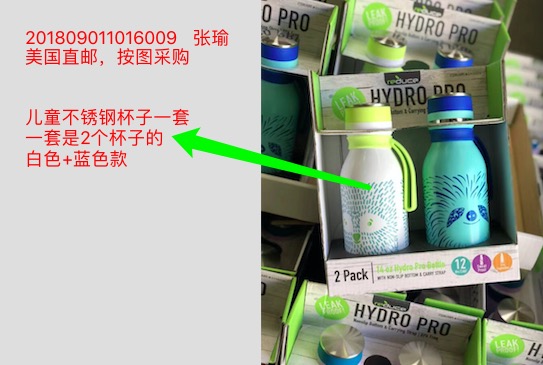 201809011016009 张瑜
美国直邮，按图采购
儿童不锈钢杯子一套
一套是2个杯子的
白色+蓝色款
HYDRO PRO
LEAK PROOF
reduce
HYDRO PRO
2 Pack
14 oz Hydro Pro Bottle
WITH NON-SLIP BOTTOM & CARRY STRAP
12
reduce
HYDRO PRO
LEAK PROOF
HYDRO
LEAK PROOF